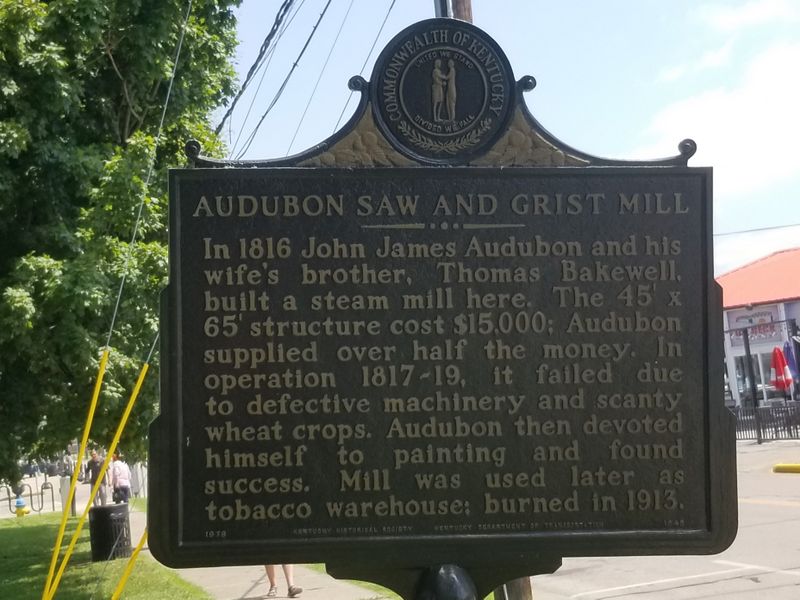 COMMONWEALTH OF KENTUCKY
UNITED WE STAND
DIVIDED WE FALL
AUDUBON SAW AND GRIST MILL
In 1816 John James Audubon and his
wife's brother, Thomas Bakewell,
built a steam mill here. The 45' x
65' structure cost $15,000; Audubon
supplied over half the money. In
operation 1817-19, it failed due
to defective machinery and scanty
wheat crops. Audubon then devoted
himself to painting and found
success. Mill was used later as
tobacco warehouse; burned in 1913.
KENTUCKY HISTORICAL SOCIETY KENTUCKY DEPARTMENT OF TRANSPORTATION